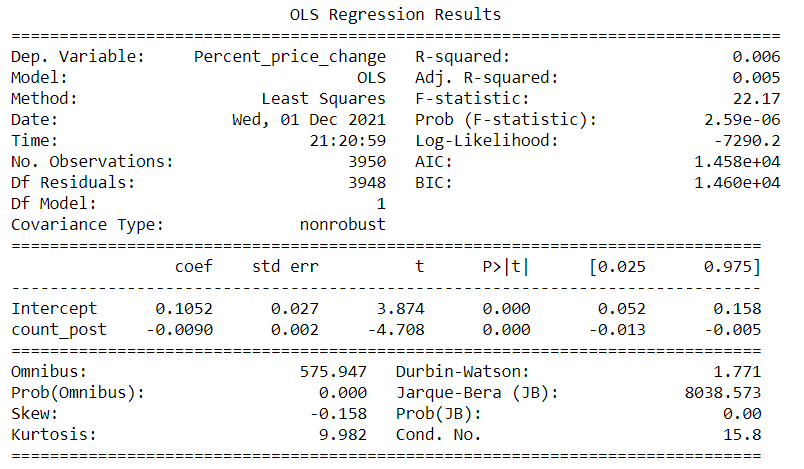 OLS Regression Results
==============================================================================
Dep. Variable:     Percent_price_change   R-squared:                       0.006
Model:                              OLS   Adj. R-squared:                  0.005
Method:                   Least Squares   F-statistic:                     22.17
Date:                  Wed, 01 Dec 2021   Prob (F-statistic):           2.59e-06
Time:                          21:20:59   Log-Likelihood:                -7290.2
No. Observations:                  3950   AIC:                         1.458e+04
Df Residuals:                      3948   BIC:                         1.460e+04
Df Model:                             1
Covariance Type:              nonrobust
==============================================================================
                 coef    std err          t      P>|t|      [0.025      0.975]
------------------------------------------------------------------------------
Intercept      0.1052      0.027      3.874      0.000       0.052       0.158
count_post    -0.0090      0.002     -4.708      0.000      -0.013      -0.005
==============================================================================
Omnibus:                      575.947   Durbin-Watson:                   1.771
Prob(Omnibus):                  0.000   Jarque-Bera (JB):             8038.573
Skew:                          -0.158   Prob(JB):                         0.00
Kurtosis:                       9.982   Cond. No.                         15.8
==============================================================================